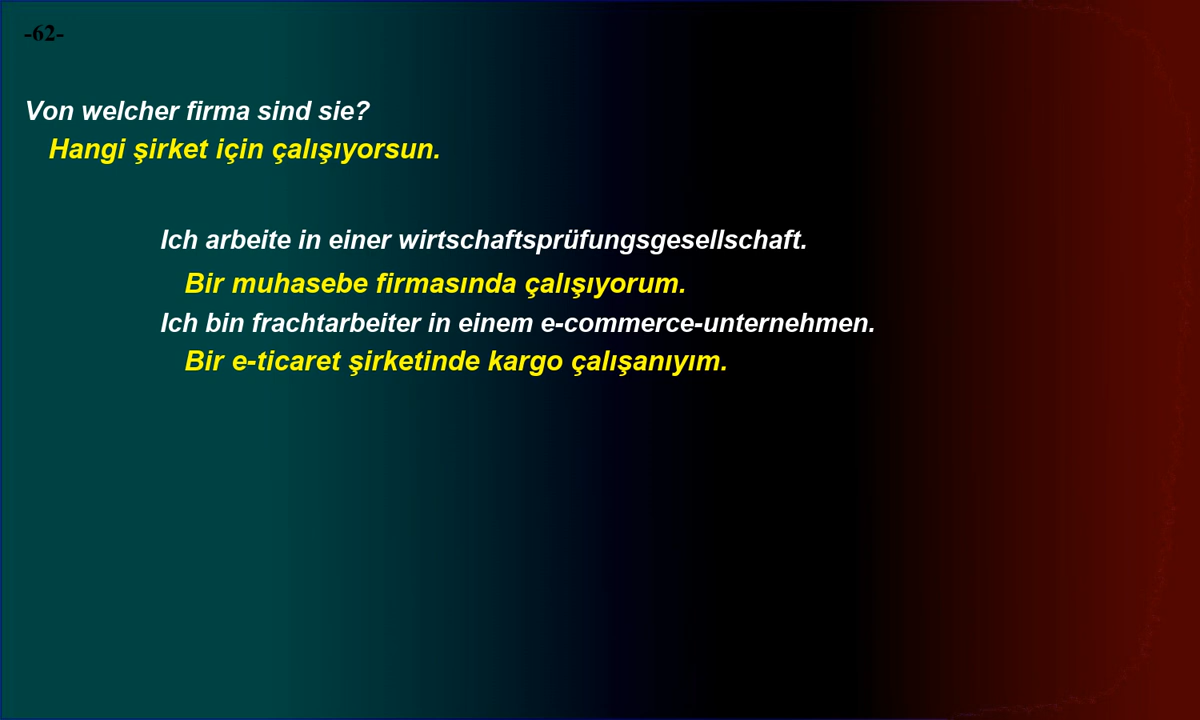 -62-
Von welcher firma sind sie?
Hangi şirket için çalışıyorsun.
Ich arbeite in einer wirtschaftsprüfungsgesellschaft.
Bir muhasebe firmasında çalışıyorum.
Ich bin frachtarbeiter in einem e-commerce-unternehmen.
Bir e-ticaret şirketinde kargo çalışanıyım.